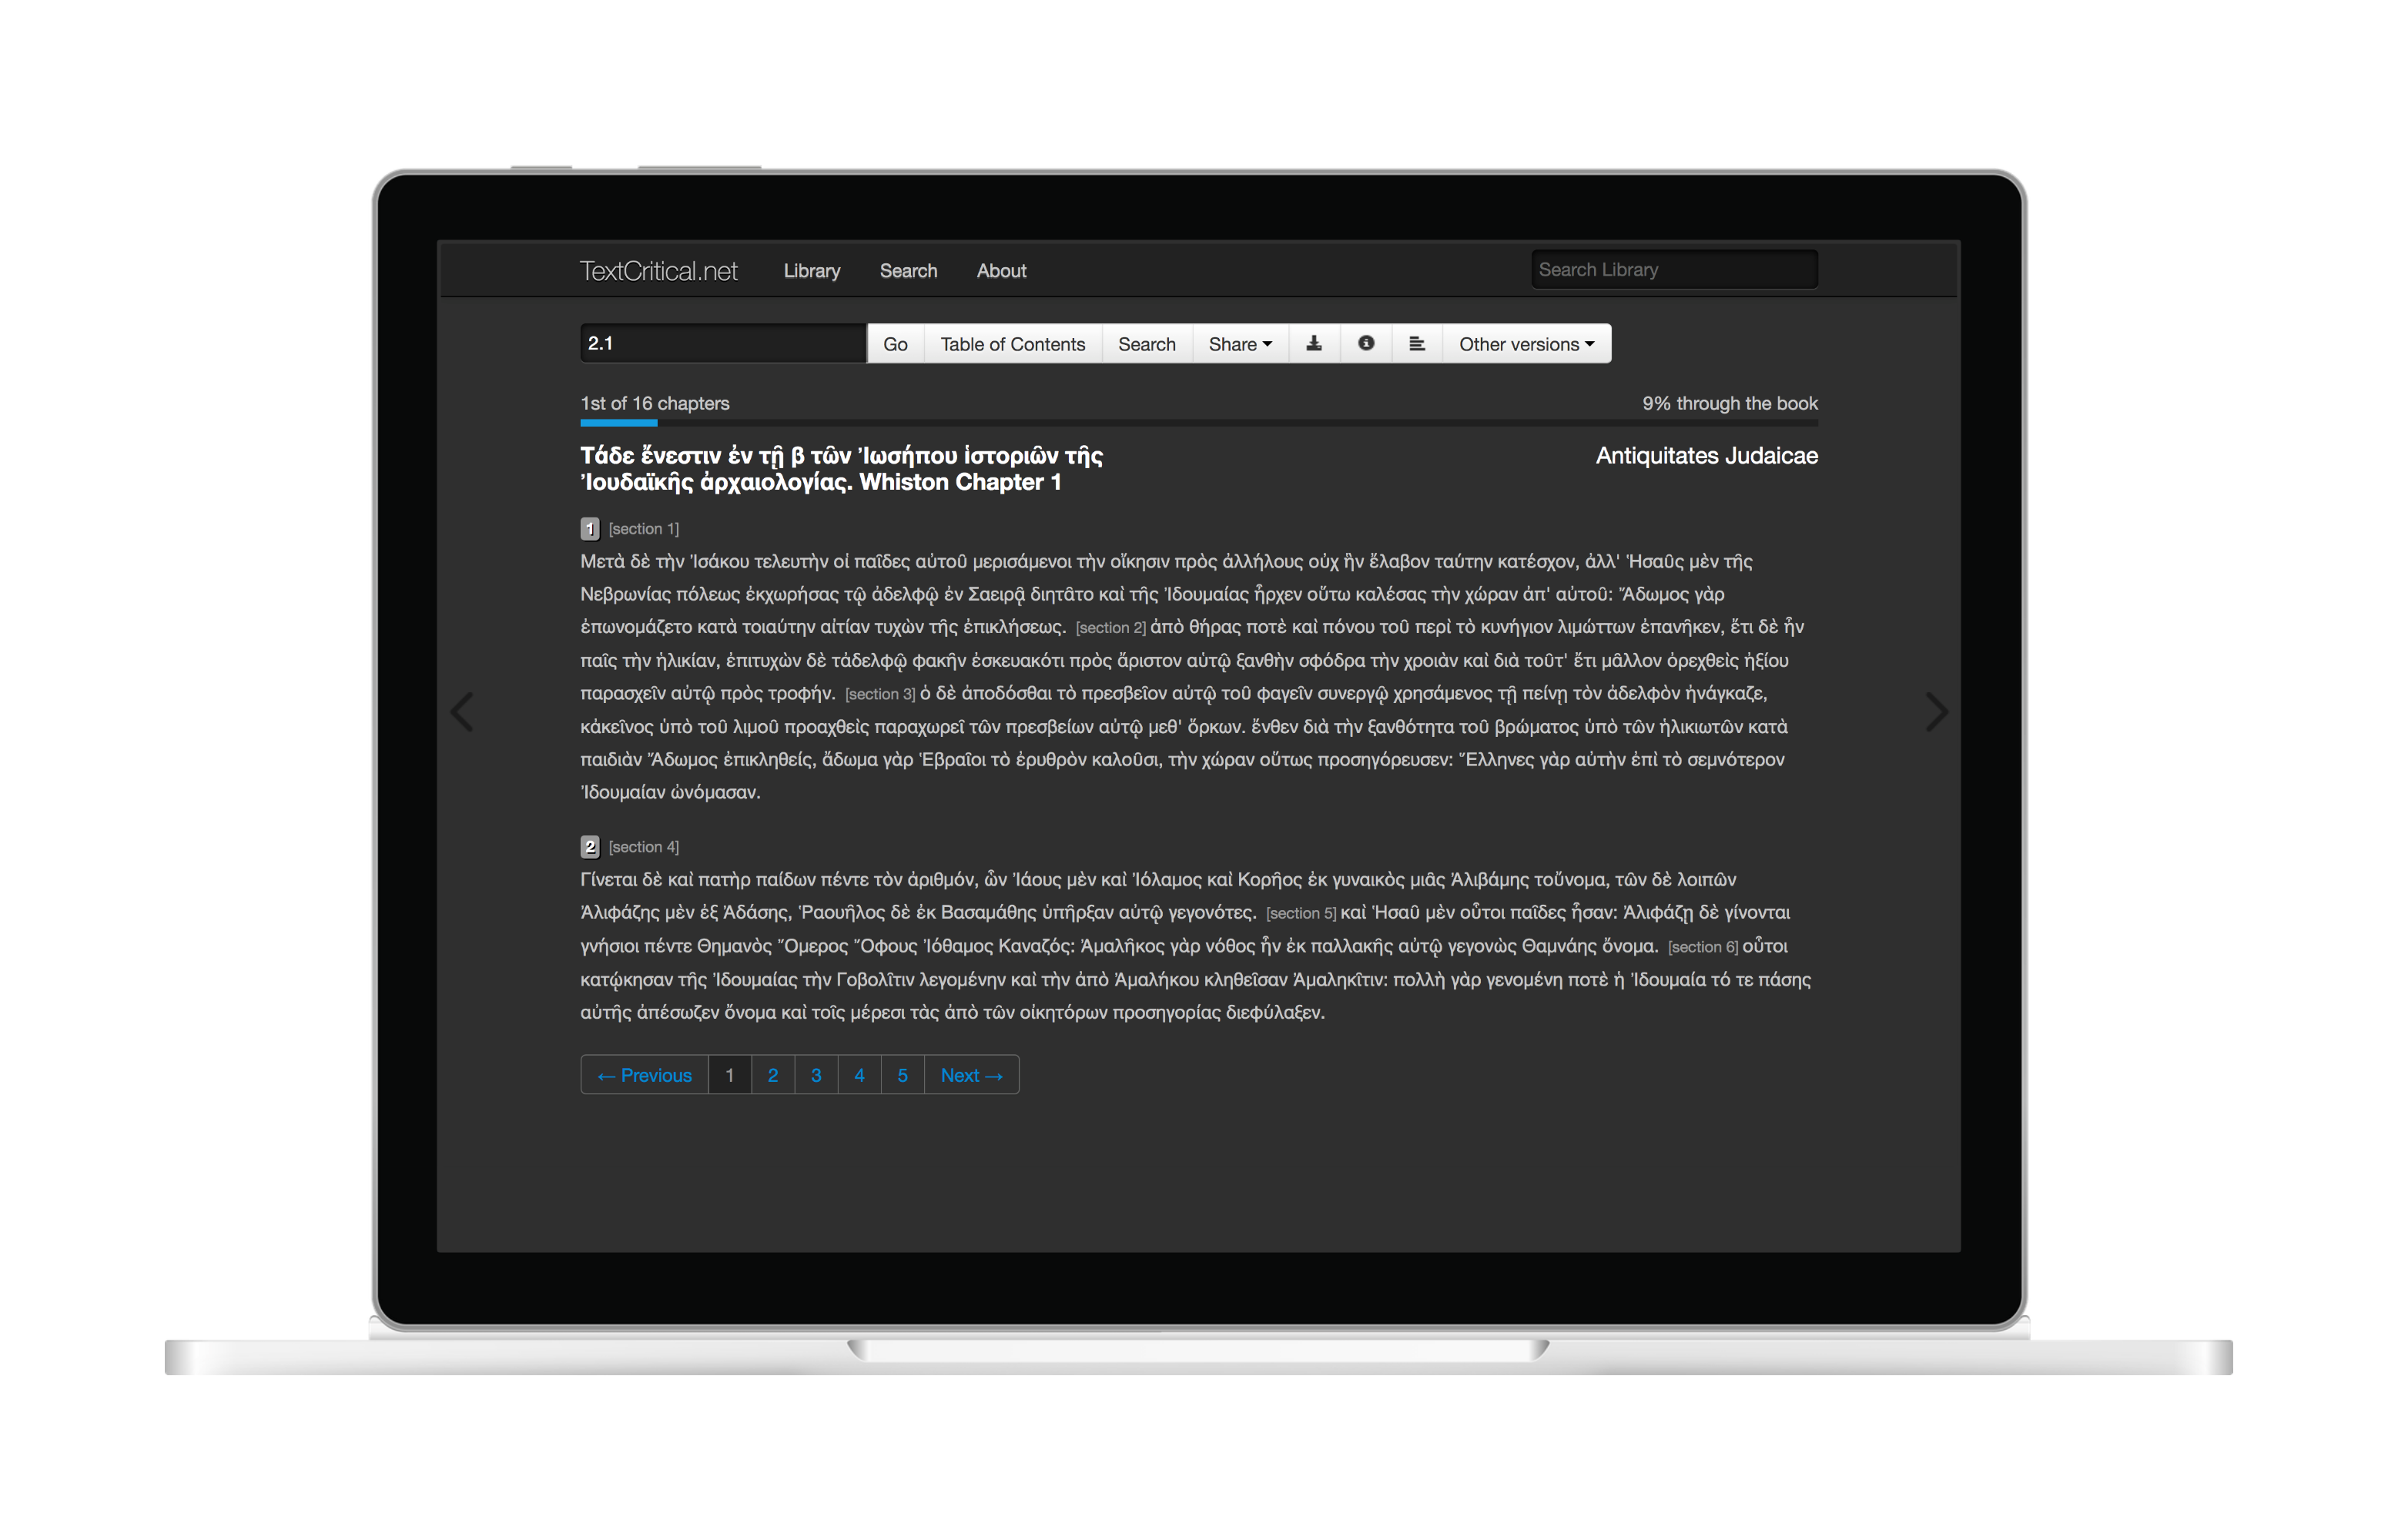 TextCritical.net Library Search About Search Library
2.1 Go Table of Contents Search Share Other versions
1st of 16 chapters 9% through the book
Τάδε ἔνεστιν ἐν τῇ β τῶν Ἰωσήπου ἱστοριῶν τῆς Antiquitates Judaicae
Ἰουδαϊκῆς ἀρχαιολογίας. Whiston Chapter 1
1 [section 1]
Μετὰ δὲ τὴν Ἰσάκου τελευτὴν οἱ παῖδες αὐτοῦ μερισάμενοι τὴν οἴκησιν πρὸς ἀλλήλους οὐχ ἣν ἔλαβον ταύτην κατέσχον, ἀλλ' Ἡσαῦς μὲν τῆς
Νεβρωνίας πόλεως ἐκχωρήσας τῷ ἀδελφῷ ἐν Σαειρᾷ διητᾶτο καὶ τῆς Ἰδουμαίας ἦρχεν οὕτω καλέσας τὴν χώραν ἀπ' αὐτοῦ: Ἄδωμος γὰρ
ἐπωνομάζετο κατὰ τοιαύτην αἰτίαν τυχὼν τῆς ἐπικλήσεως. [section 2] ἀπὸ θήρας ποτὲ καὶ πόνου τοῦ περὶ τὸ κυνήγιον λιμώττων ἐπανῆκεν, ἔτι δὲ ἦν
παῖς τὴν ἡλικίαν, ἐπιτυχὼν δὲ τἀδελφῷ φακῆν ἐσκευακότι πρὸς ἄριστον αὑτῷ ξανθὴν σφόδρα τὴν χροιὰν καὶ διὰ τοῦτ' ἔτι μᾶλλον ὀρεχθεὶς ἠξίου
παρασχεῖν αὐτῷ πρὸς τροφήν. [section 3] ὁ δὲ ἀποδόσθαι τὸ πρεσβεῖον αὐτῷ τοῦ φαγεῖν συνεργῷ χρησάμενος τῇ πείνῃ τὸν ἀδελφὸν ἠνάγκαζε,
κἀκεῖνος ὑπὸ τοῦ λιμοῦ προαχθεὶς παραχωρεῖ τῶν πρεσβείων αὐτῷ μεθ' ὅρκων. ἔνθεν διὰ τὴν ξανθότητα τοῦ βρώματος ὑπὸ τῶν ἡλικιωτῶν κατὰ
παιδιὰν Ἄδωμος ἐπικληθείς, ἄδωμα γὰρ Ἑβραῖοι τὸ ἐρυθρὸν καλοῦσι, τὴν χώραν οὕτως προσηγόρευσεν: Ἕλληνες γὰρ αὐτὴν ἐπὶ τὸ σεμνότερον
Ἰδουμαίαν ὠνόμασαν.
2 [section 4]
Γίνεται δὲ καὶ πατὴρ παίδων πέντε τὸν ἀριθμόν, ὧν Ἰάους μὲν καὶ Ἰόλαμος καὶ Κορῆος ἐκ γυναικὸς μιᾶς Ἀλιβάμης τοὔνομα, τῶν δὲ λοιπῶν
Ἀλιφάζης μὲν ἐξ Ἀδάσης, Ῥαουῆλος δὲ ἐκ Βασαμάθης ὑπῆρξαν αὐτῷ γεγονότες. [section 5] καὶ Ἡσαῦ μὲν οὗτοι παῖδες ἦσαν: Ἀλιφάζῃ δὲ γίνονται
γνήσιοι πέντε Θημανὸς Ὅμερος Ὅφους Ἰόθαμος Καναζός: Ἀμαλῆκος γὰρ νόθος ἦν ἐκ παλλακῆς αὐτῷ γεγονὼς Θαμνάης ὄνομα. [section 6] οὗτοι
κατῴκησαν τῆς Ἰδουμαίας τὴν Γοβολῖτιν λεγομένην καὶ τὴν ἀπὸ Ἀμαλήκου κληθεῖσαν Ἀμαληκῖτιν: πολλὴ γὰρ γενομένη ποτὲ ἡ Ἰδουμαία τό τε πάσης
αὐτῆς ἀπέσωζεν ὄνομα καὶ τοῖς μέρεσι τὰς ἀπὸ τῶν οἰκητόρων προσηγορίας διεφύλαξεν.
← Previous 1 2 3 4 5 Next →